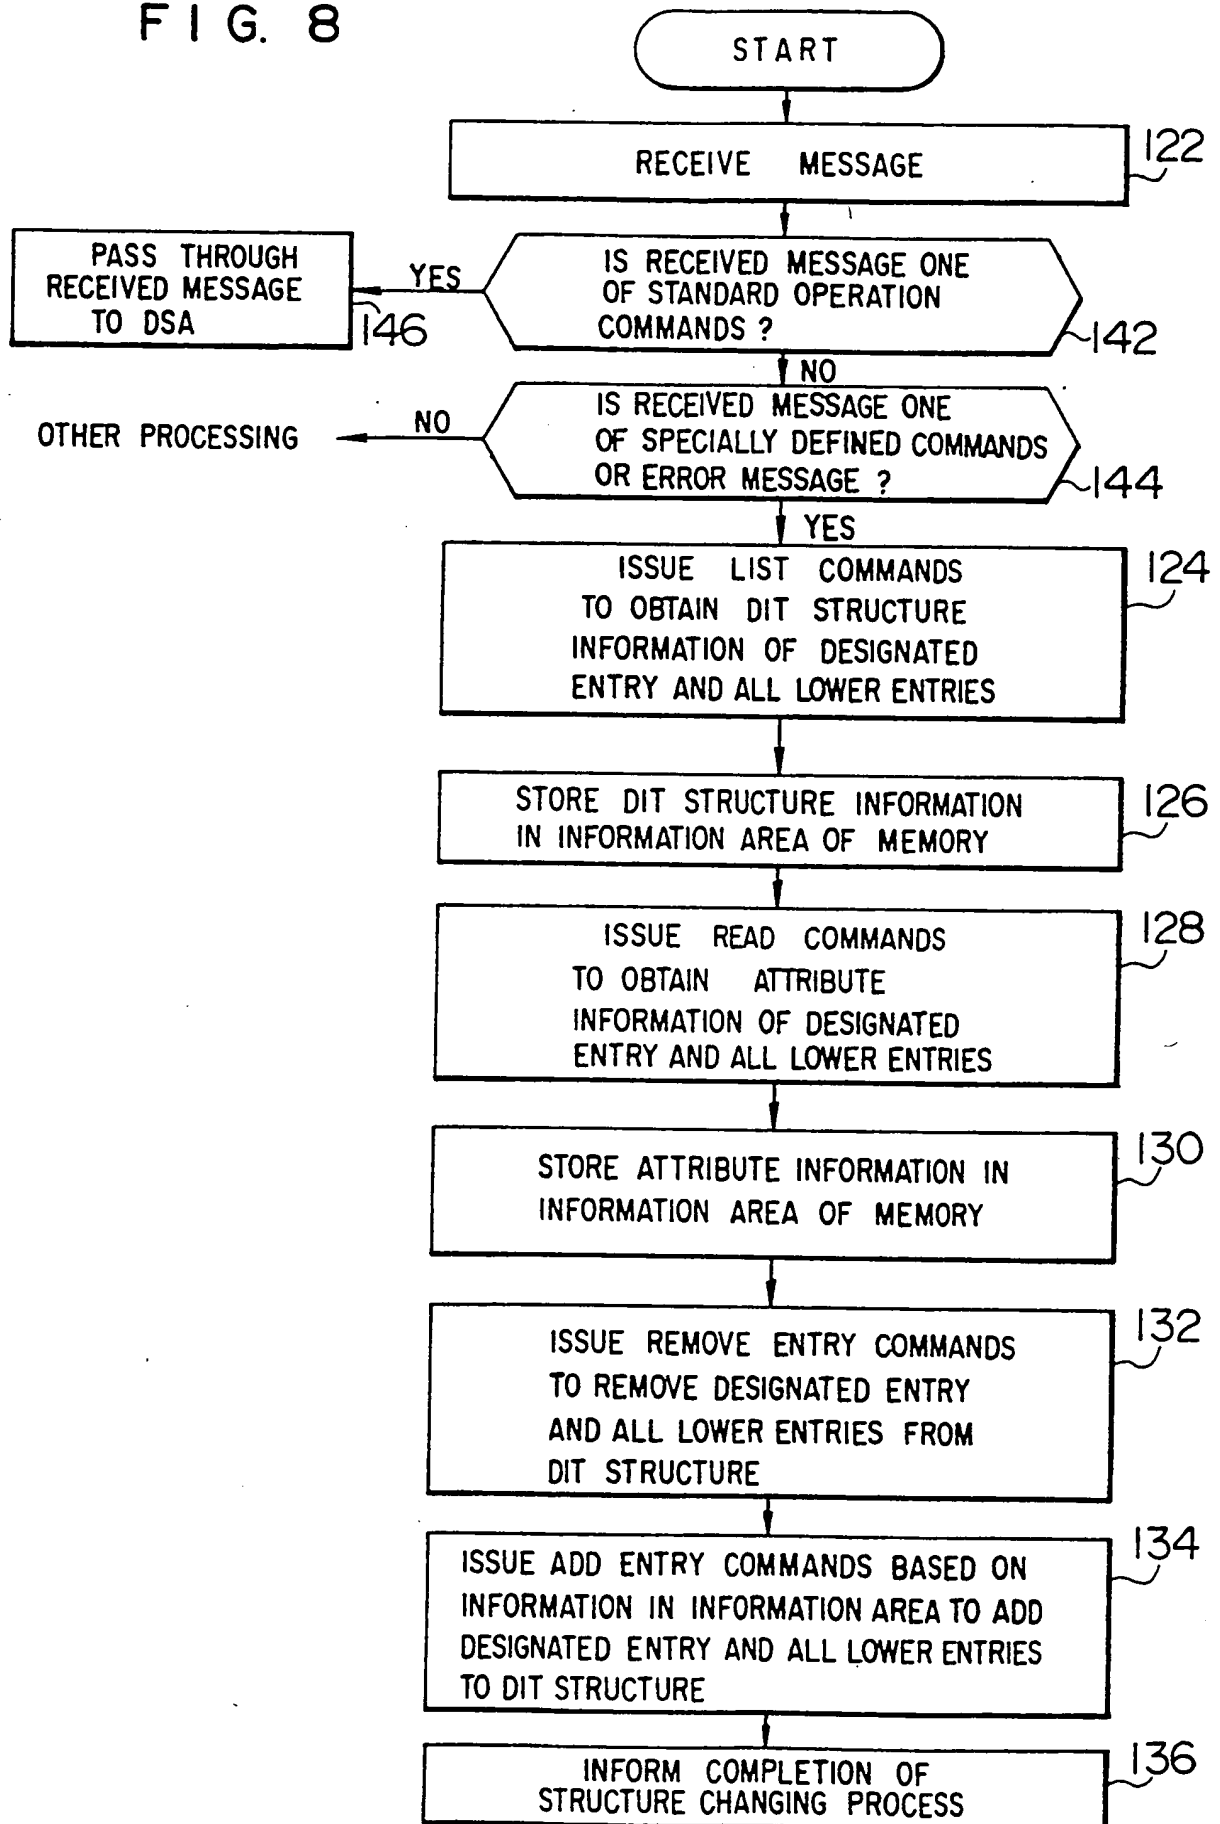 FIG. 8
START
RECEIVE MESSAGE
122
PASS THROUGH
RECEIVED MESSAGE
TO DSA
146
YES
IS RECEIVED MESSAGE ONE
OF STANDARD OPERATION
COMMANDS ?
142
NO
OTHER PROCESSING
NO
IS RECEIVED MESSAGE ONE
OF SPECIALLY DEFINED COMMANDS
OR ERROR MESSAGE ?
144
YES
ISSUE LIST COMMANDS
TO OBTAIN DIT STRUCTURE
INFORMATION OF DESIGNATED
ENTRY AND ALL LOWER ENTRIES
124
STORE DIT STRUCTURE INFORMATION
IN INFORMATION AREA OF MEMORY
126
ISSUE READ COMMANDS
TO OBTAIN ATTRIBUTE
INFORMATION OF DESIGNATED
ENTRY AND ALL LOWER ENTRIES
128
STORE ATTRIBUTE INFORMATION IN
INFORMATION AREA OF MEMORY
130
ISSUE REMOVE ENTRY COMMANDS
TO REMOVE DESIGNATED ENTRY
AND ALL LOWER ENTRIES FROM
DIT STRUCTURE
132
ISSUE ADD ENTRY COMMANDS BASED ON
INFORMATION IN INFORMATION AREA TO ADD
DESIGNATED ENTRY AND ALL LOWER ENTRIES
TO DIT STRUCTURE
134
INFORM COMPLETION OF
STRUCTURE CHANGING PROCESS
136